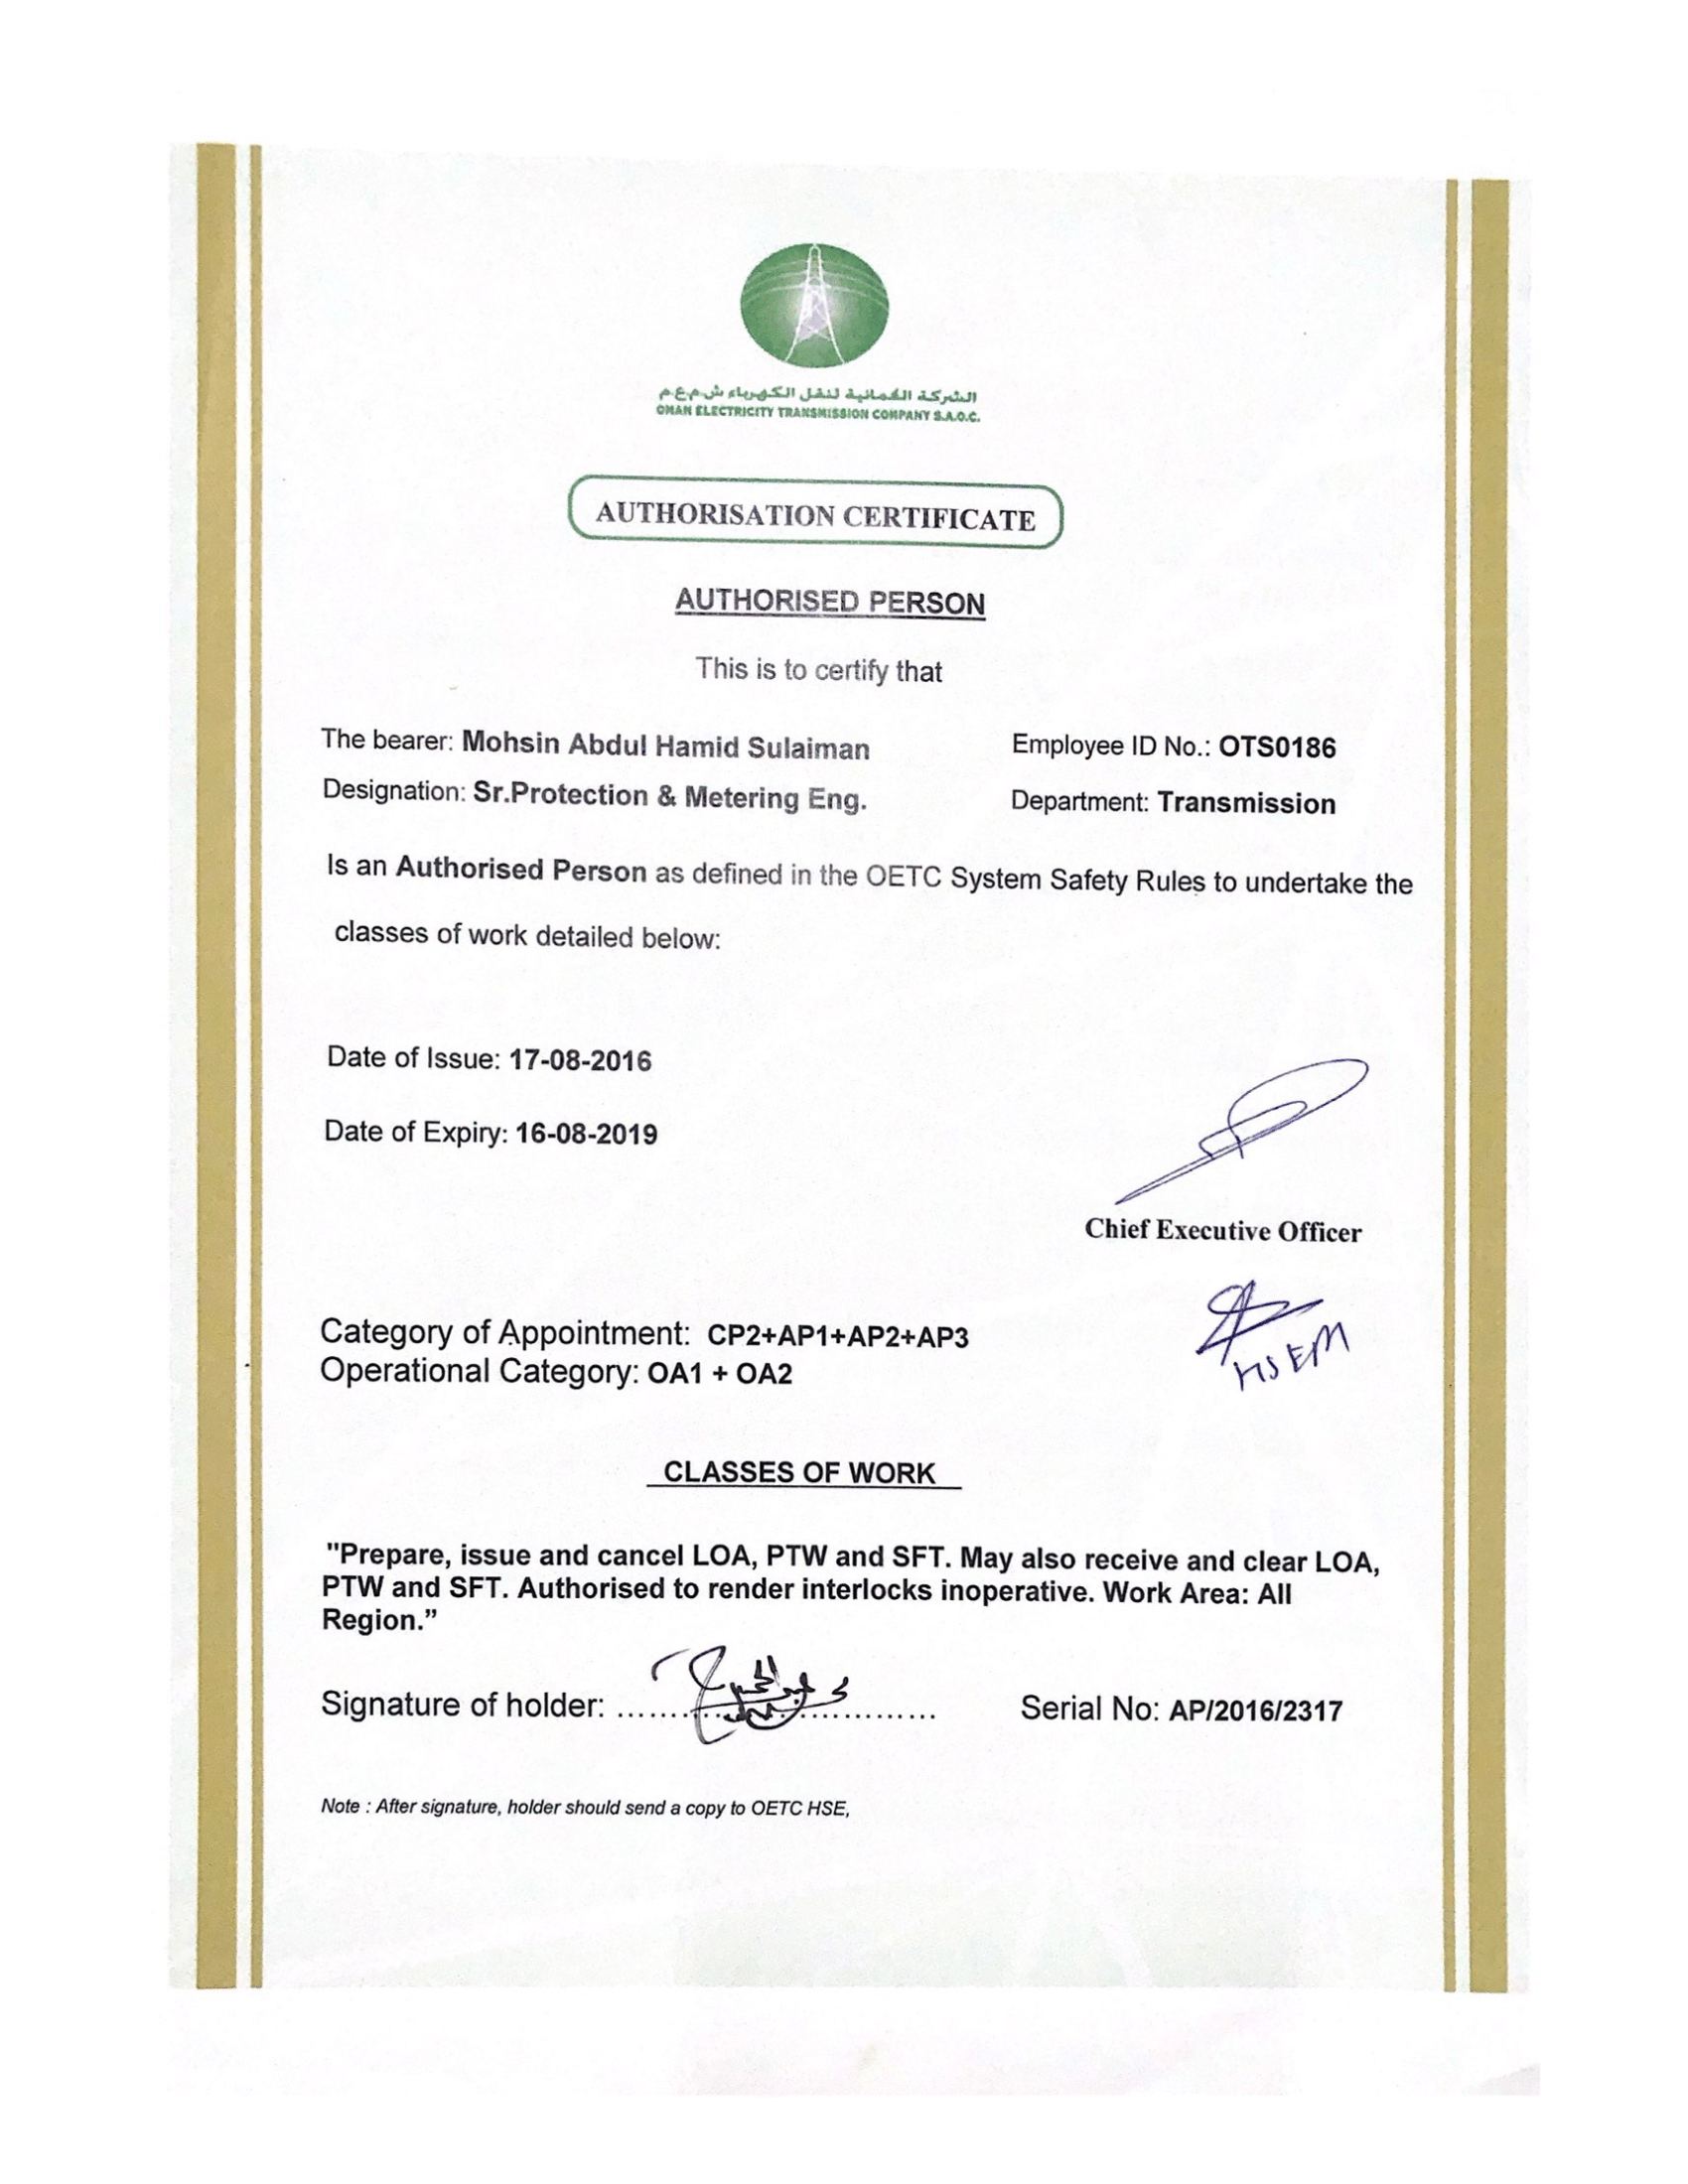 الشركة العمانية لنقل الكهرباء ش.م.ع.م
OMAN ELECTRICITY TRANSMISSION COMPANY S.A.O.C.
AUTHORISATION CERTIFICATE
AUTHORISED PERSON
This is to certify that
The bearer: Mohsin Abdul Hamid Sulaiman Employee ID No.: OTS0186
Designation: Sr.Protection & Metering Eng. Department: Transmission
Is an Authorised Person as defined in the OETC System Safety Rules to undertake the
classes of work detailed below:
Date of Issue: 17-08-2016
Date of Expiry: 16-08-2019
Chief Executive Officer
Category of Appointment: CP2+AP1+AP2+AP3
HSEM
Operational Category: OA1 + OA2
CLASSES OF WORK
"Prepare, issue and cancel LOA, PTW and SFT. May also receive and clear LOA,
PTW and SFT. Authorised to render interlocks inoperative. Work Area: All
Region.”
Signature of holder: ................................ Serial No: AP/2016/2317
Note : After signature, holder should send a copy to OETC HSE,